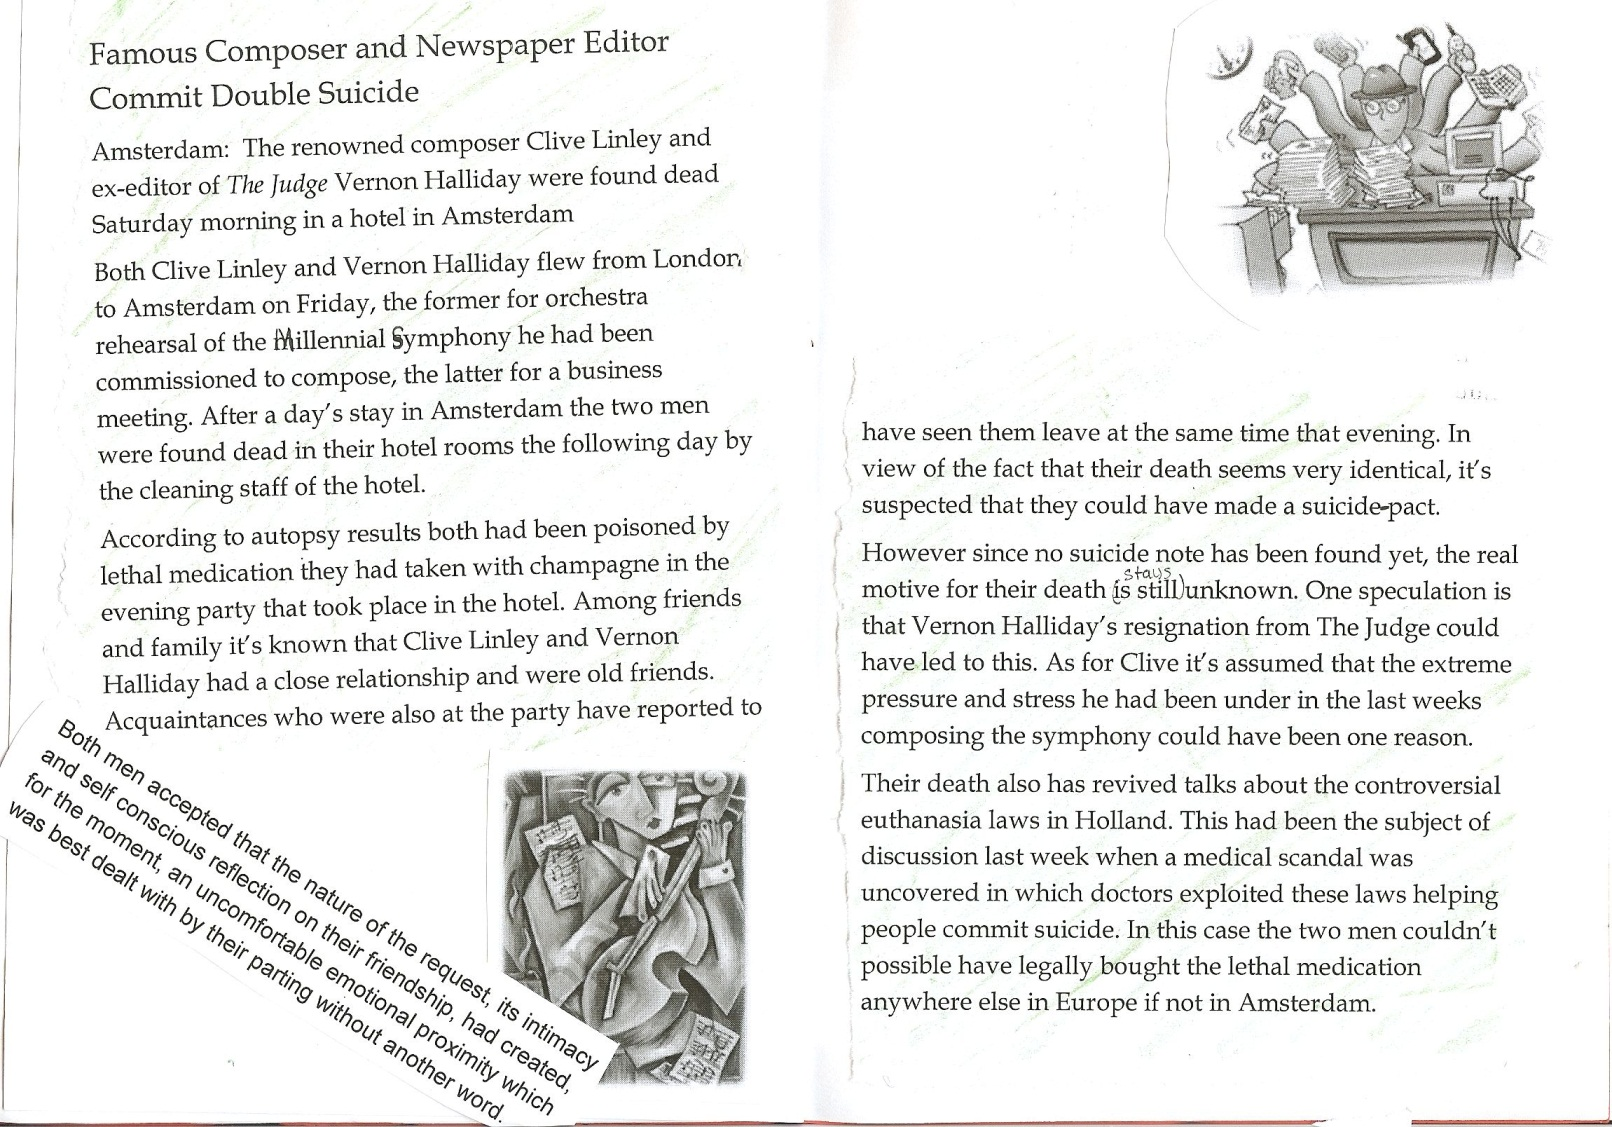 Famous Composer and Newspaper Editor
Commit Double Suicide
Amsterdam: The renowned composer Clive Linley and
ex-editor of The Judge Vernon Halliday were found dead
Saturday morning in a hotel in Amsterdam
Both Clive Linley and Vernon Halliday flew from London
to Amsterdam on Friday, the former for orchestra
rehearsal of the Millennial Symphony he had been
commissioned to compose, the latter for a business
meeting. After a day's stay in Amsterdam the two men
were found dead in their hotel rooms the following day by
the cleaning staff of the hotel.
According to autopsy results both had been poisoned by
lethal medication they had taken with champagne in the
evening party that took place in the hotel. Among friends
and family it's known that Clive Linley and Vernon
Halliday had a close relationship and were old friends.
Acquaintances who were also at the party have reported to
Both men accepted that the nature of the request, its intimacy
and self conscious reflection on their friendship, had created,
for the moment, an uncomfortable emotional proximity which
was best dealt with by their parting without another word.
have seen them leave at the same time that evening. In
view of the fact that their death seems very identical, it's
suspected that they could have made a suicide-pact.
However since no suicide note has been found yet, the real
stays
motive for their death (is still) unknown. One speculation is
that Vernon Halliday's resignation from The Judge could
have led to this. As for Clive it's assumed that the extreme
pressure and stress he had been under in the last weeks
composing the symphony could have been one reason.
Their death also has revived talks about the controversial
euthanasia laws in Holland. This had been the subject of
discussion last week when a medical scandal was
uncovered in which doctors exploited these laws helping
people commit suicide. In this case the two men couldn't
possible have legally bought the lethal medication
anywhere else in Europe if not in Amsterdam.